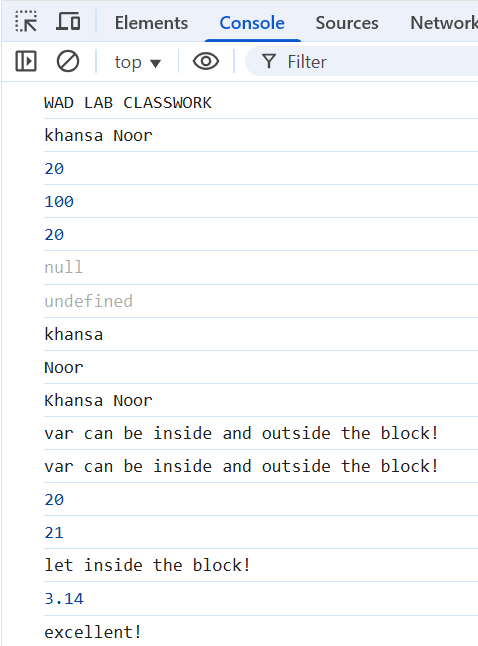 Elements Console Sources Network
top ▼ Filter
WAD LAB CLASSWORK
khansa Noor
20
100
20
null
undefined
khansa
Noor
Khansa Noor
var can be inside and outside the block!
var can be inside and outside the block!
20
21
let inside the block!
3.14
excellent!